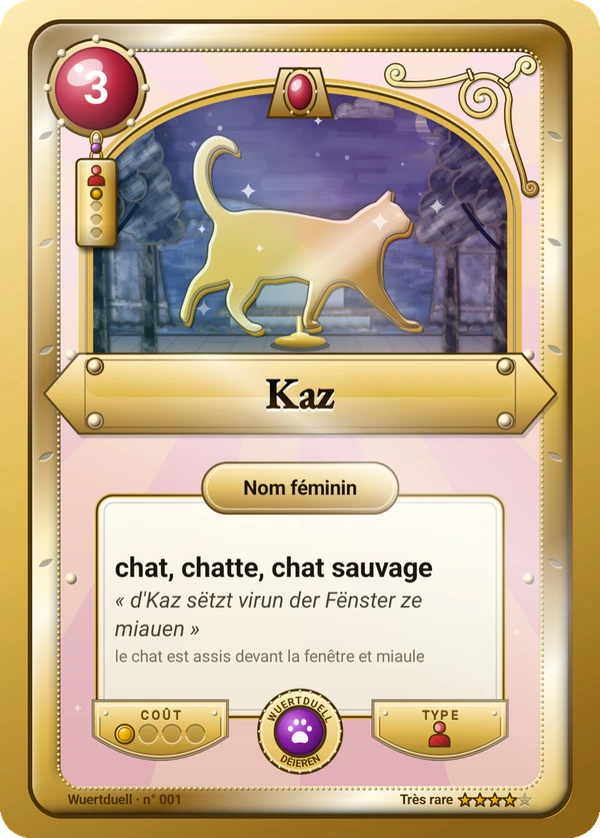 3
Kaz
Nom féminin
chat, chatte, chat sauvage
« d'Kaz sëtzt virun der Fënster ze
miauen »
le chat est assis devant la fenêtre et miaule
COÛT
WUERTDUELL
DEIEREN
TYPE
Wuertduell · n° 001
Très rare